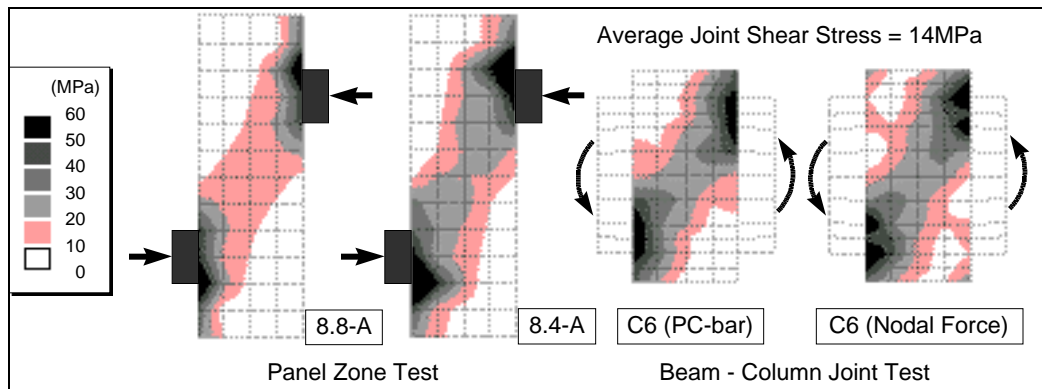 Average Joint Shear Stress = 14MPa
(MPa)
60
50
40
30
20
10
0
8.8-A
8.4-A
C6 (PC-bar)
C6 (Nodal Force)
Panel Zone Test
Beam - Column Joint Test